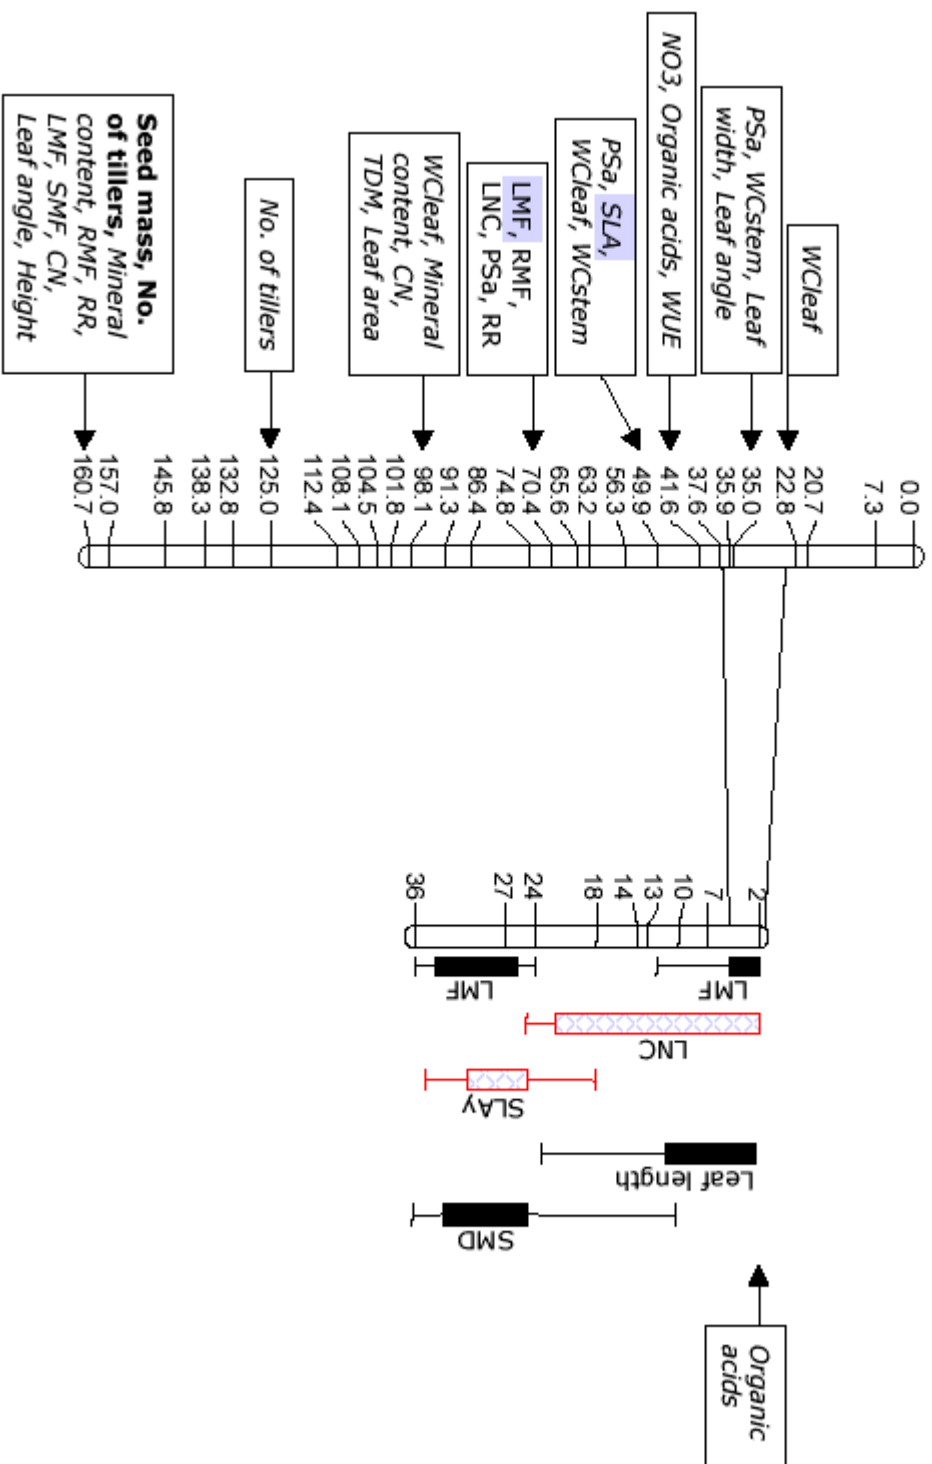 WCleaf
PSa, WCstem, Leaf
width, Leaf angle
NO3, Organic acids, WUE
PSa, SLA,
WCleaf, WCstem
LMF, RMF,
LNC, PSa, RR
WCleaf, Mineral
content, CN,
TDM, Leaf area
No. of tillers
Seed mass, No.
of tillers, Mineral
content, RMF, RR,
LMF, SMF, CN,
Leaf angle, Height
0.0
7.3
20.7
22.8
35.0
35.9
37.6
41.6
49.9
56.3
63.2
65.6
70.4
74.8
86.4
91.3
98.1
101.8
104.5
108.1
112.4
125.0
132.8
138.3
145.8
157.0
160.7
2
7
10
13
14
18
24
27
36
LMF
LMF
LNC
SLAy
Leaf length
SMD
Organic
acids